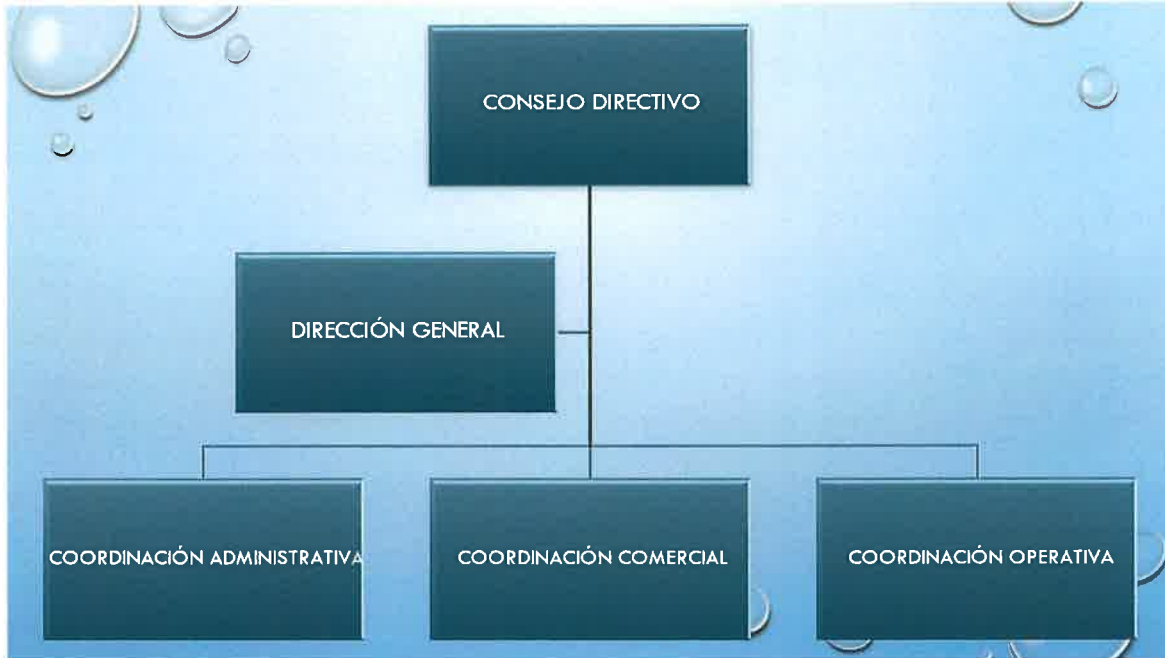 CONSEJO DIRECTIVO
DIRECCIÓN GENERAL
COORDINACIÓN ADMINISTRATIVA
COORDINACIÓN COMERCIAL
COORDINACIÓN OPERATIVA